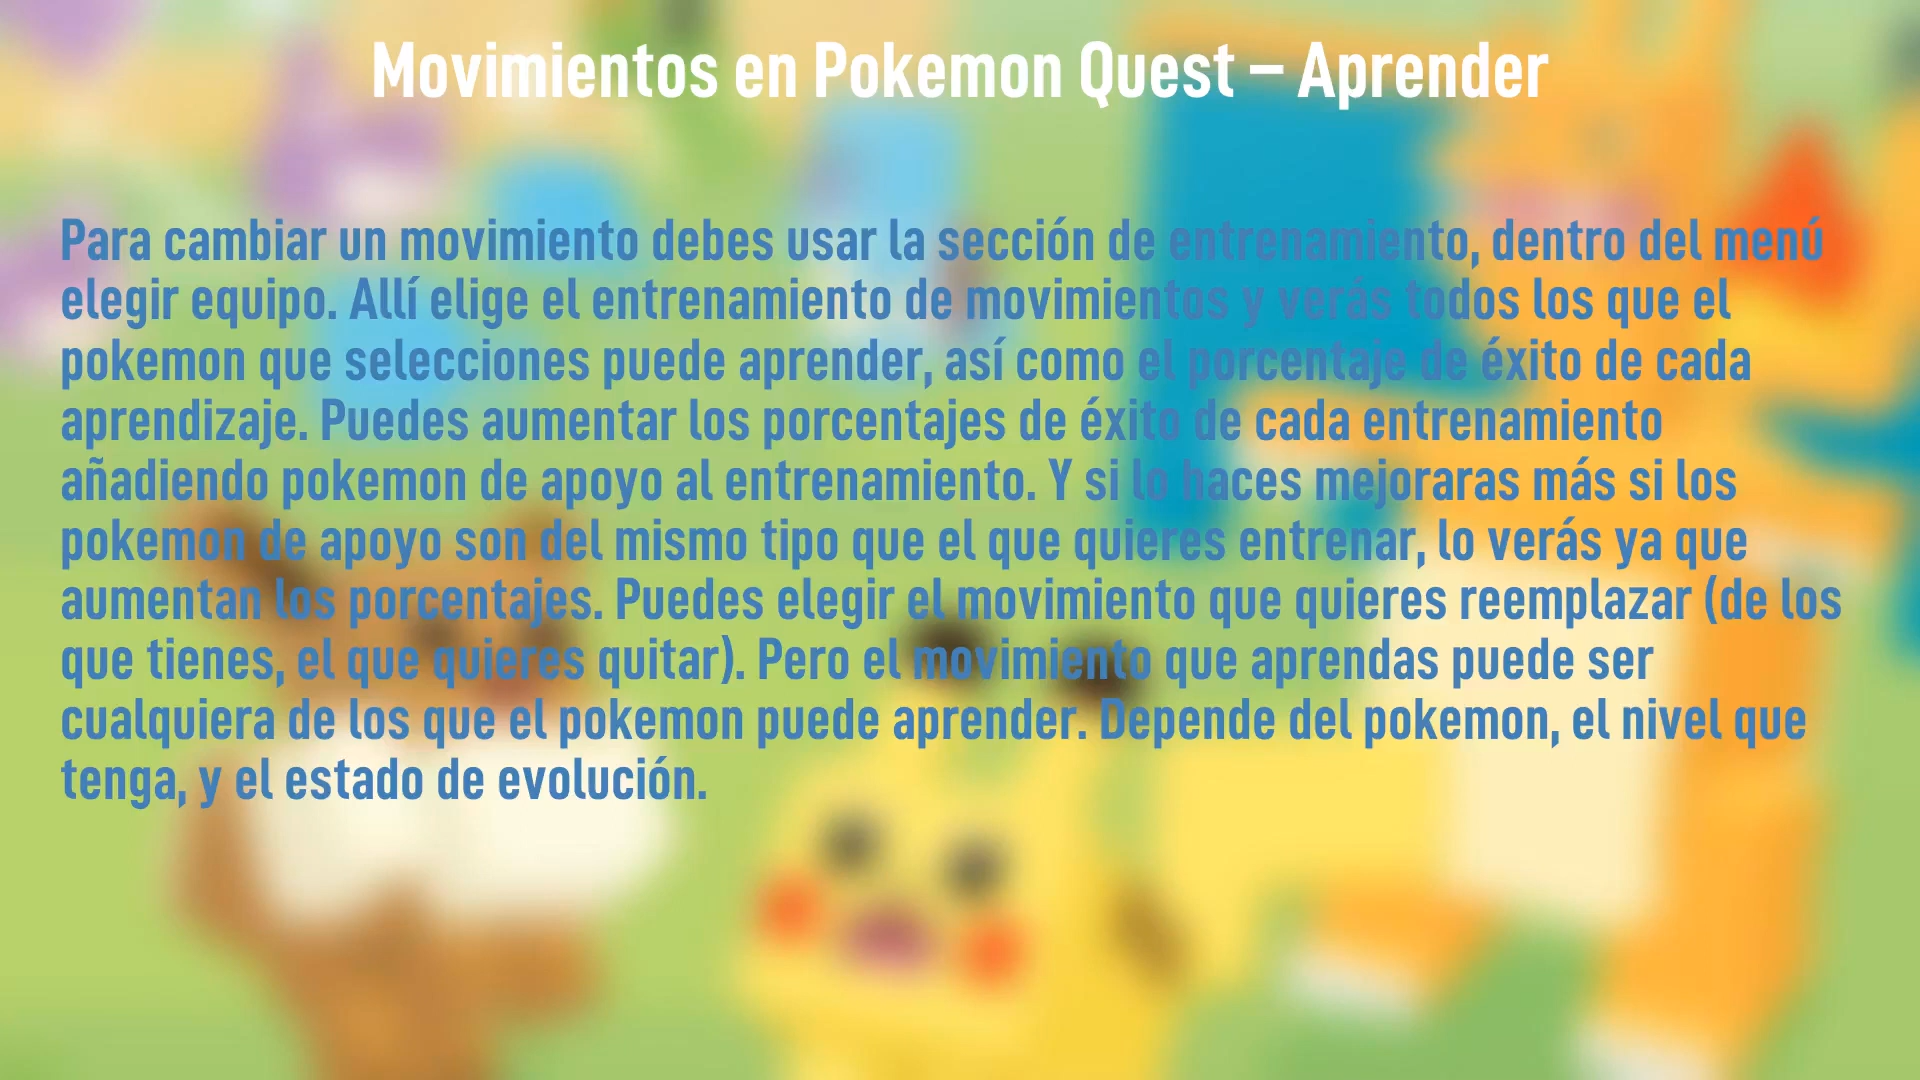 Movimientos en Pokemon Quest – Aprender
Para cambiar un movimiento debes usar la sección de entrenamiento, dentro del menú
elegir equipo. Allí elige el entrenamiento de movimientos y verás todos los que el
pokemon que selecciones puede aprender, así como el porcentaje de éxito de cada
aprendizaje. Puedes aumentar los porcentajes de éxito de cada entrenamiento
añadiendo pokemon de apoyo al entrenamiento. Y si lo haces mejoraras más si los
pokemon de apoyo son del mismo tipo que el que quieres entrenar, lo verás ya que
aumentan los porcentajes. Puedes elegir el movimiento que quieres reemplazar (de los
que tienes, el que quieres quitar). Pero el movimiento que aprendas puede ser
cualquiera de los que el pokemon puede aprender. Depende del pokemon, el nivel que
tenga, y el estado de evolución.